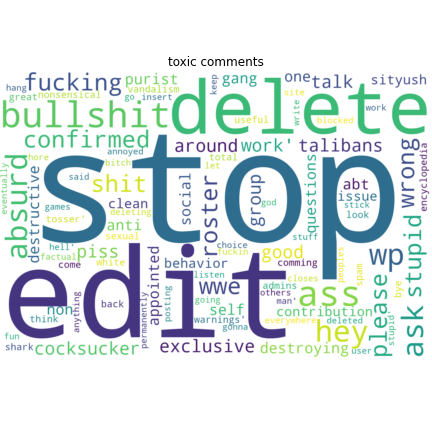 toxic comments
hang
fucking
purist
vandalism
keep
gang
one
talk
sityush
great
nonsensical
go
insert
site
bullshit
delete
useful
write
blocked
work
eventually
confirmed
around
work'
talibans
encyclopedia
absurd
destructive
hore
annoyed
bitch
said
total
let
stop
abt
issue
wrong
games
shit
clean
deleting
social
roster
group
god
questions
stick
look
tosser'
anti
sexual
choice
stuff
hell'
factual
piss
appointed
behavior
fuckin
good
wp
stupid
come
white
listen
comming
closes
peoples
spam
edit
wwe
admins
others
man'
ass
please
ask
anything
back
permanently
posting
going
self
contribution'
bye
non
think
warnings'
gonna
everywhere
deleted
hey
fun
shark
cocksucker
exclusive
destroying
user
stupid'